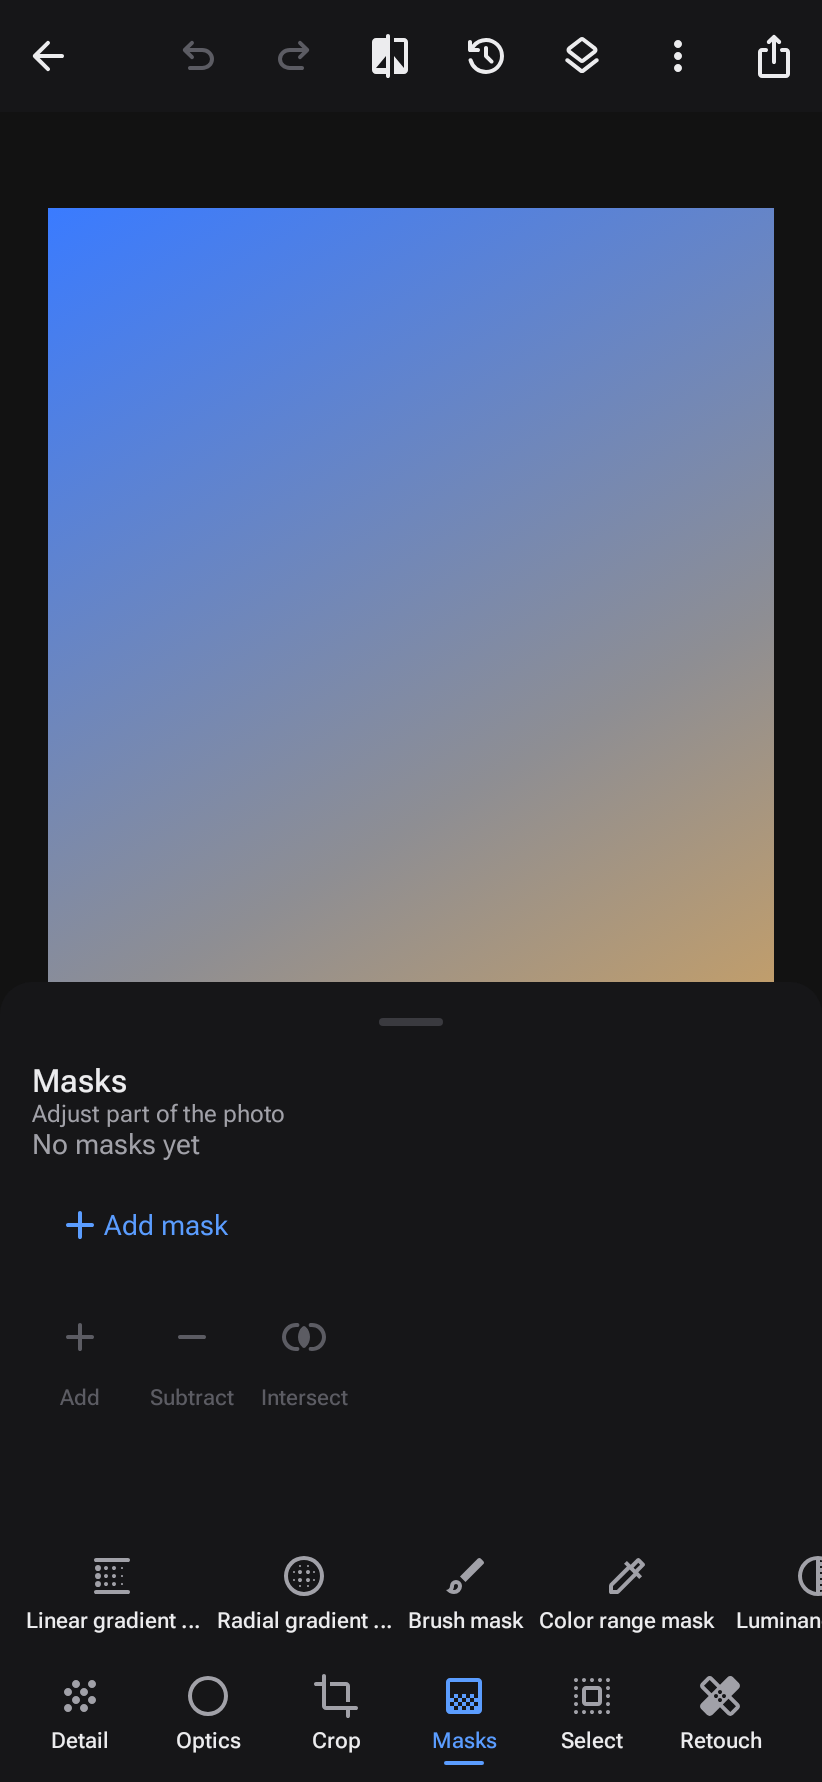 Masks
Adjust part of the photo
No masks yet
Add mask
Add Subtract Intersect
Linear gradient ... Radial gradient ... Brush mask Color range mask Luminan
Detail Optics Crop Masks Select Retouch